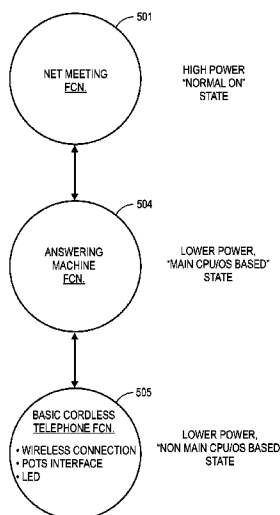 501
NET MEETING
FCN.
HIGH POWER
"NORMAL ON"
STATE
504
ANSWERING
MACHINE
FCN.
LOWER POWER,
"MAIN CPU/OS BASED"
STATE
505
BASIC CORDLESS
TELEPHONE FCN.
• WIRELESS CONNECTION
• POTS INTERFACE
• LED
LOWER POWER,
"NON MAIN CPU/OS BASED
STATE